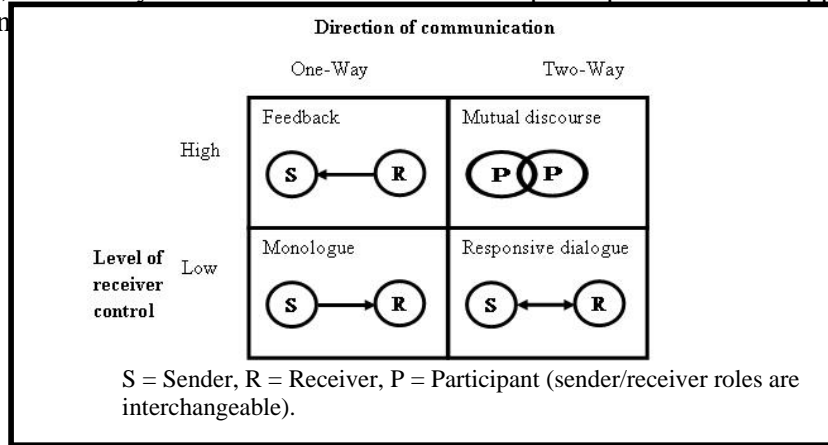 Direction of communication
One-Way Two-Way
Feedback Mutual discourse
High
S R P P
Monologue Responsive dialogue
Level of receiver control
Low
S R S R
S = Sender, R = Receiver, P = Participant (sender/receiver roles are
interchangeable).